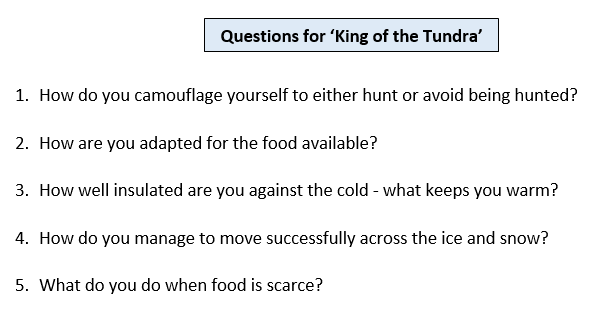 Questions for ‘King of the Tundra’
1. How do you camouflage yourself to either hunt or avoid being hunted?
2. How are you adapted for the food available?
3. How well insulated are you against the cold - what keeps you warm?
4. How do you manage to move successfully across the ice and snow?
5. What do you do when food is scarce?